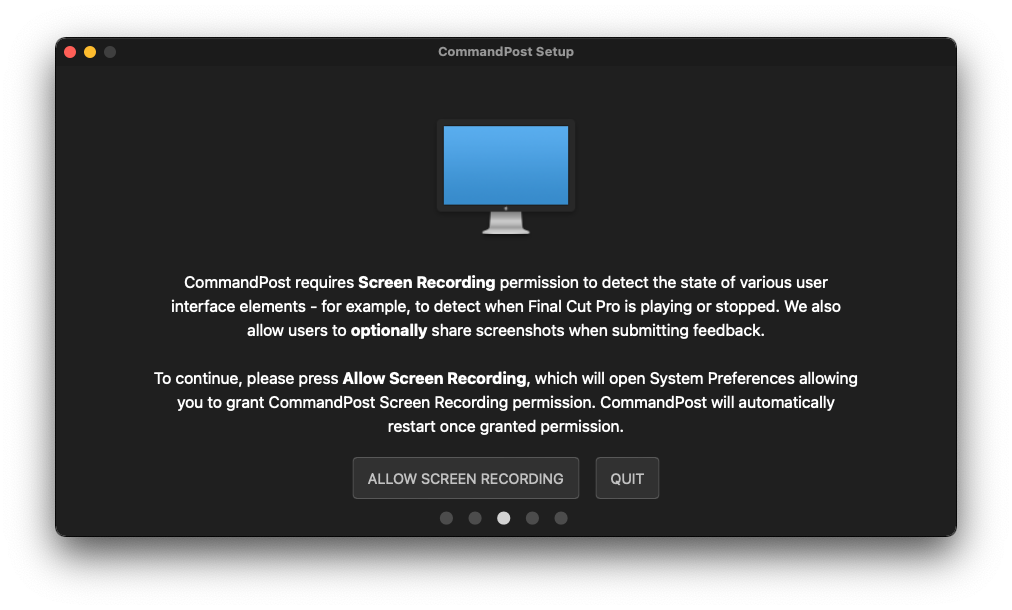 CommandPost Setup
CommandPost requires Screen Recording permission to detect the state of various user
interface elements - for example, to detect when Final Cut Pro is playing or stopped. We also
allow users to optionally share screenshots when submitting feedback.
To continue, please press Allow Screen Recording, which will open System Preferences allowing
you to grant CommandPost Screen Recording permission. CommandPost will automatically
restart once granted permission.
ALLOW SCREEN RECORDING QUIT